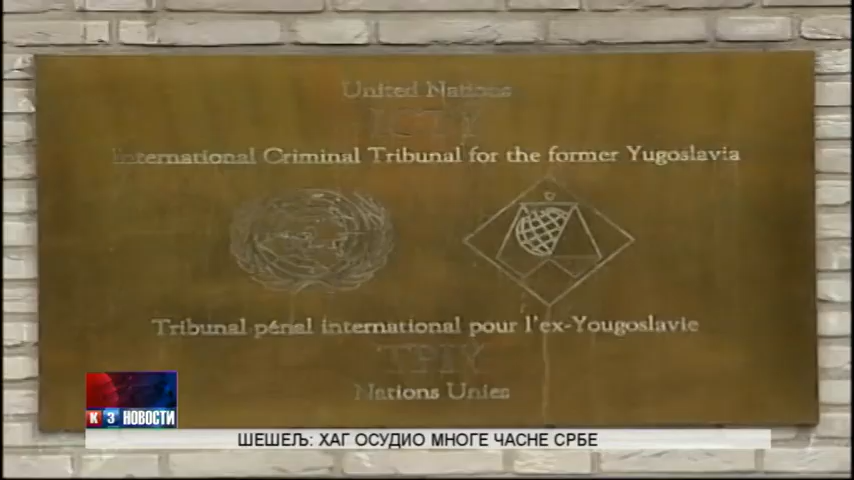 United Nations
ICTY
International Criminal Tribunal for the former Yugoslavia
Tribunal pénal international pour l'ex-Yougoslavie
TPIY
Nations Unies
К 3 НОВОСТИ
ШЕШЕЉ: ХАГ ОСУДИО МНОГЕ ЧАСНЕ СРБЕ